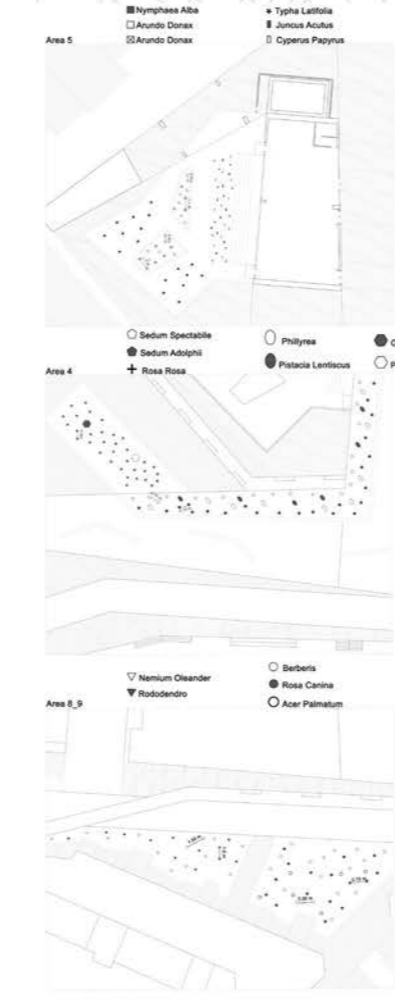 Nymphaea Alba
Typha Latifolia
Arundo Donax
Juncus Acutus
Area 5
Arundo Donax
Cyperus Papyrus
Sedum Spectabile
Phillyrea
Sedum Adolphii
Pistacia Lentiscus
Area 4
Rosa Rosa
Berberis
Nemium Oleander
Rosa Canina
Rododendro
Area 8_9
Acer Palmatum